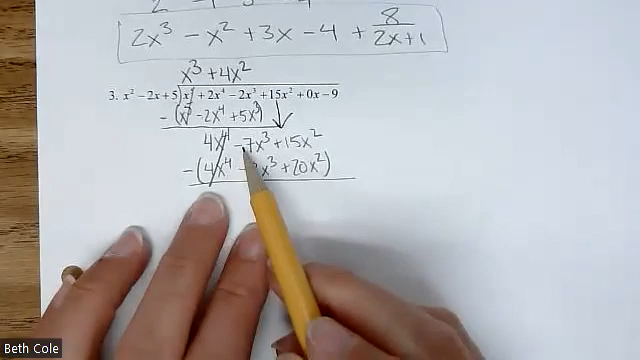 2x³ − x² + 3x − 4 + 8/(2x+1)
x³ + 4x²
3. x² − 2x + 5)x⁵ + 2x⁴ − 2x³ + 15x² + 0x − 9
− (x⁵ − 2x⁴ + 5x³)
4x⁴ − 7x³ + 15x²
− (4x⁴ − x³ + 20x²)
Beth Cole